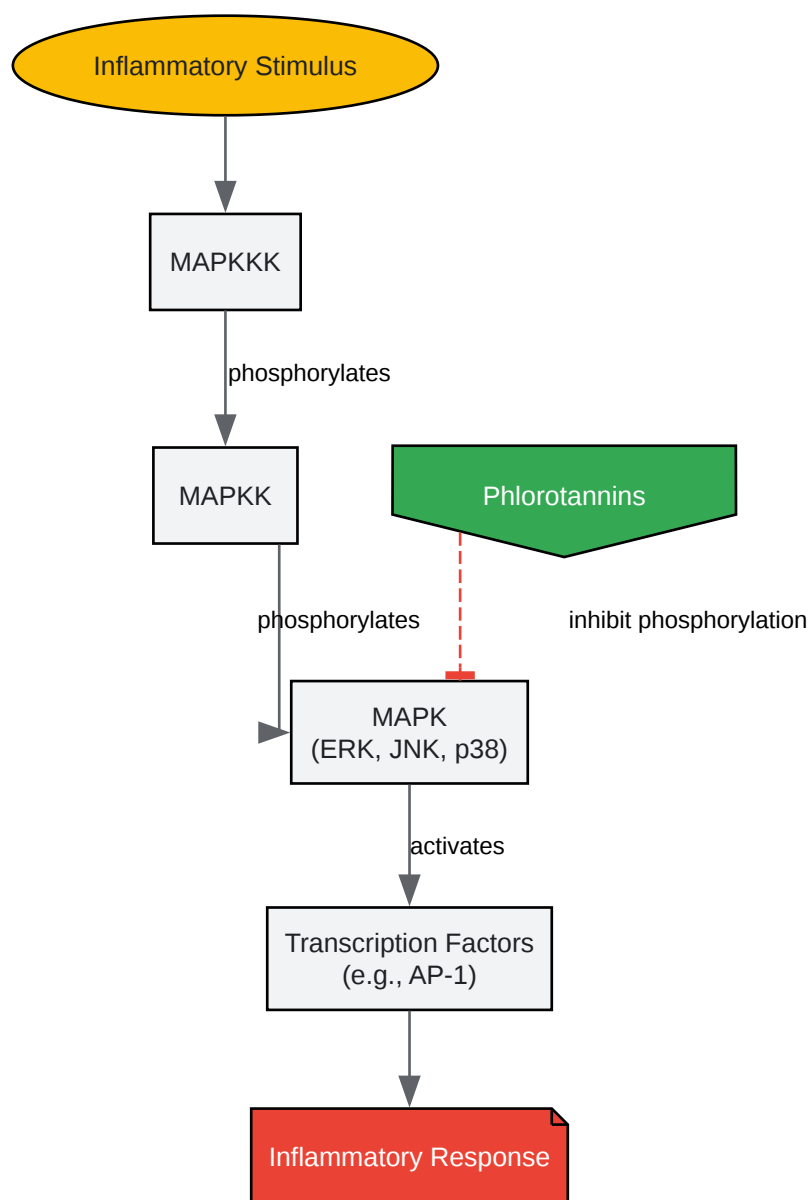 Inflammatory Stimulus
MAPKKK
phosphorylates
MAPKK
Phlorotannins
phosphorylates
inhibit phosphorylation
MAPK
(ERK, JNK, p38)
activates
Transcription Factors
(e.g., AP-1)
Inflammatory Response